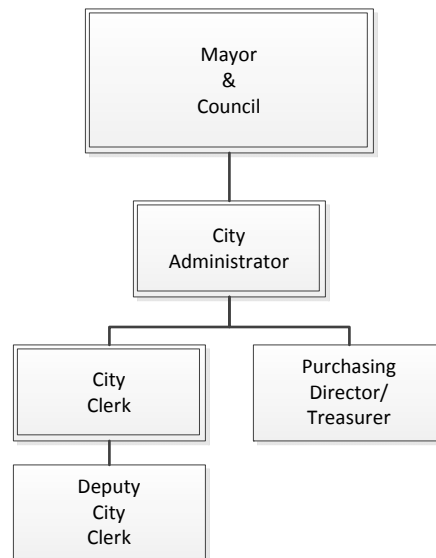 Mayor
&
Council
City
Administrator
City
Clerk
Purchasing
Director/
Treasurer
Deputy
City
Clerk